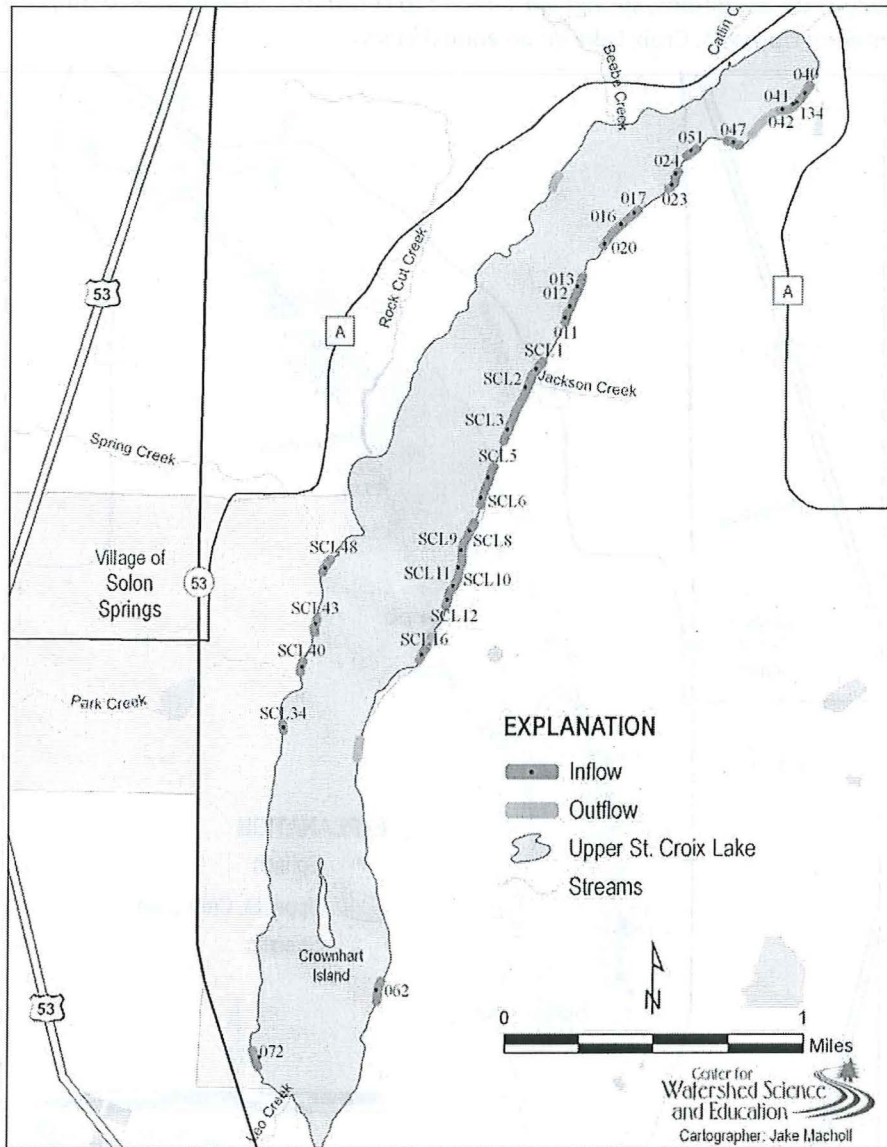 Catlin C
Beebe Creek
040
041
134
042
047
051
024
023
017
016
020
53
Rock Cut Creek
A
A
013
012
011
SCL1
SCL2
Jackson Creek
SCL3
Spring Creek
SCL5
SCL6
SCL9
SCL8
SCL48
Village of
Solon
Springs
53
SCL11
SCL10
SCL12
SCL43
SCL16
SCL40
Park Creek
SCL34
EXPLANATION
Inflow
Outflow
Upper St. Croix Lake
Streams
Crownhart
Island
062
53
N
0
1
Miles
072
Leo Creek
Center for
Watershed Science
and Education
Cartographer: Jake Macholl